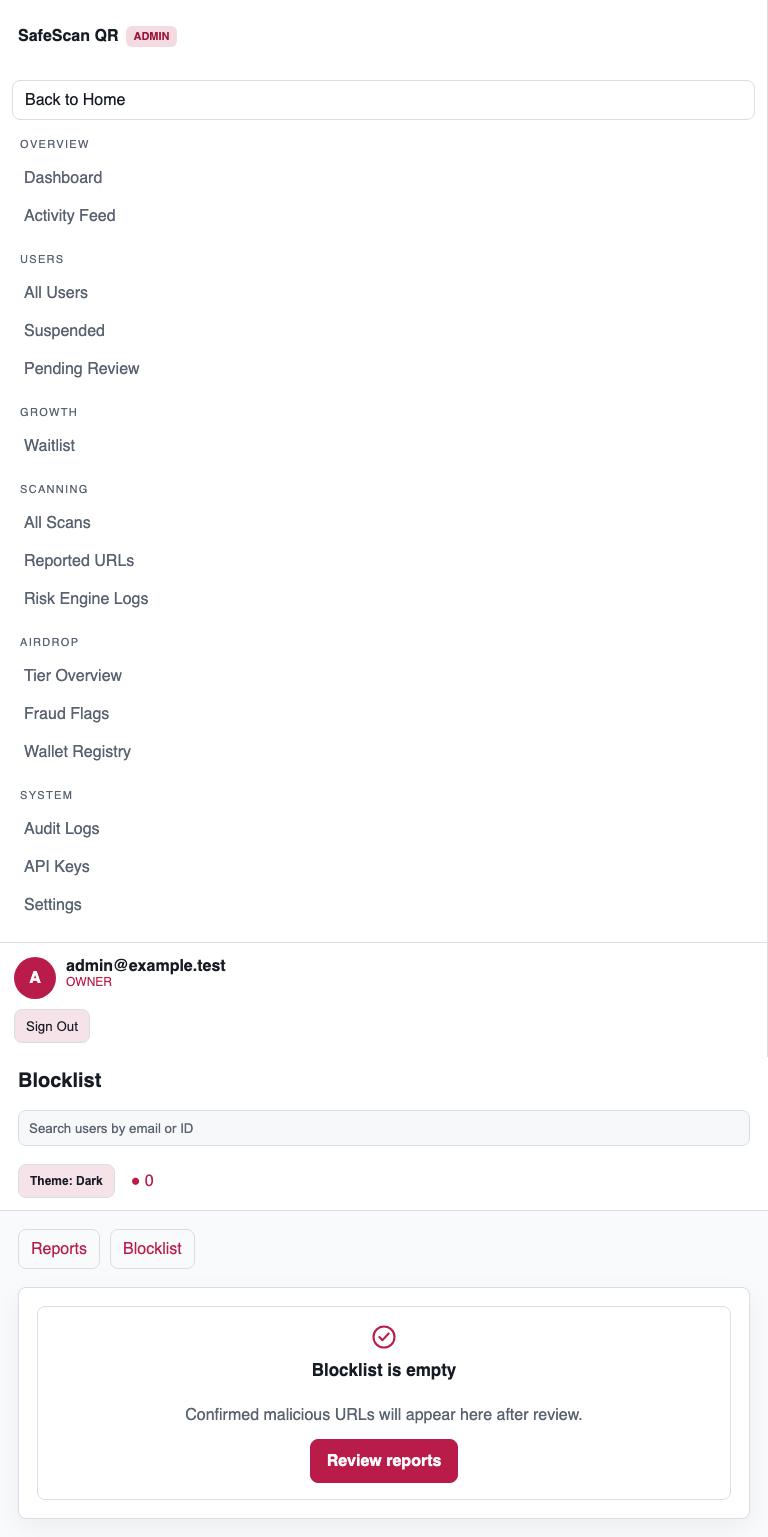 SafeScan QR ADMIN
Back to Home
OVERVIEW
Dashboard
Activity Feed
USERS
All Users
Suspended
Pending Review
GROWTH
Waitlist
SCANNING
All Scans
Reported URLs
Risk Engine Logs
AIRDROP
Tier Overview
Fraud Flags
Wallet Registry
SYSTEM
Audit Logs
API Keys
Settings
A admin@example.test
OWNER
Sign Out
Blocklist
Search users by email or ID
Theme: Dark 0
Reports Blocklist
Blocklist is empty
Confirmed malicious URLs will appear here after review.
Review reports